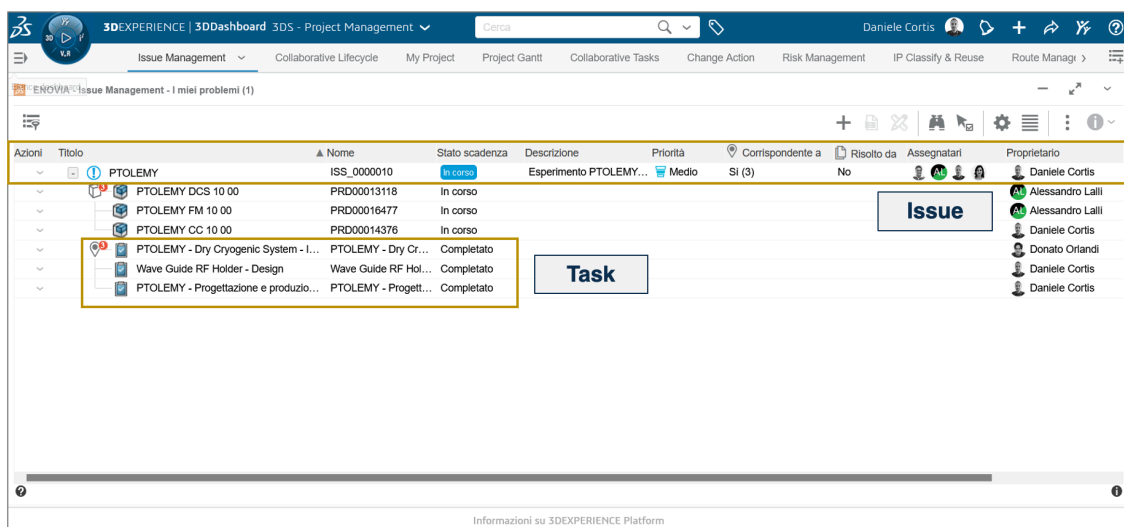 3DEXPERIENCE | 3DDashboard 3DS - Project Management Cerca Daniele Cortis
3D V.R
Issue Management Collaborative Lifecycle My Project Project Gantt Collaborative Tasks Change Action Risk Management IP Classify & Reuse Route Manage
ENOVIA - Issue Management - I miei problemi (1)
Azioni Titolo Nome Stato scadenza Descrizione Priorità Corrispondente a Risolto da Assegnatari Proprietario
PTOLEMY ISS_0000010 In corso Esperimento PTOLEMY... Medio Sì (3) No AL Daniele Cortis
3 PTOLEMY DCS 10 00 PRD00013118 In corso AL Alessandro Lalli
PTOLEMY FM 10 00 PRD00016477 In corso AL Alessandro Lalli
Issue
PTOLEMY CC 10 00 PRD00014376 In corso Daniele Cortis
3 PTOLEMY - Dry Cryogenic System - I... PTOLEMY - Dry Cr... Completato Donato Orlandi
Wave Guide RF Holder - Design Wave Guide RF Hol... Completato Daniele Cortis
Task
PTOLEMY - Progettazione e produzio... PTOLEMY - Progett... Completato Daniele Cortis
Informazioni su 3DEXPERIENCE Platform